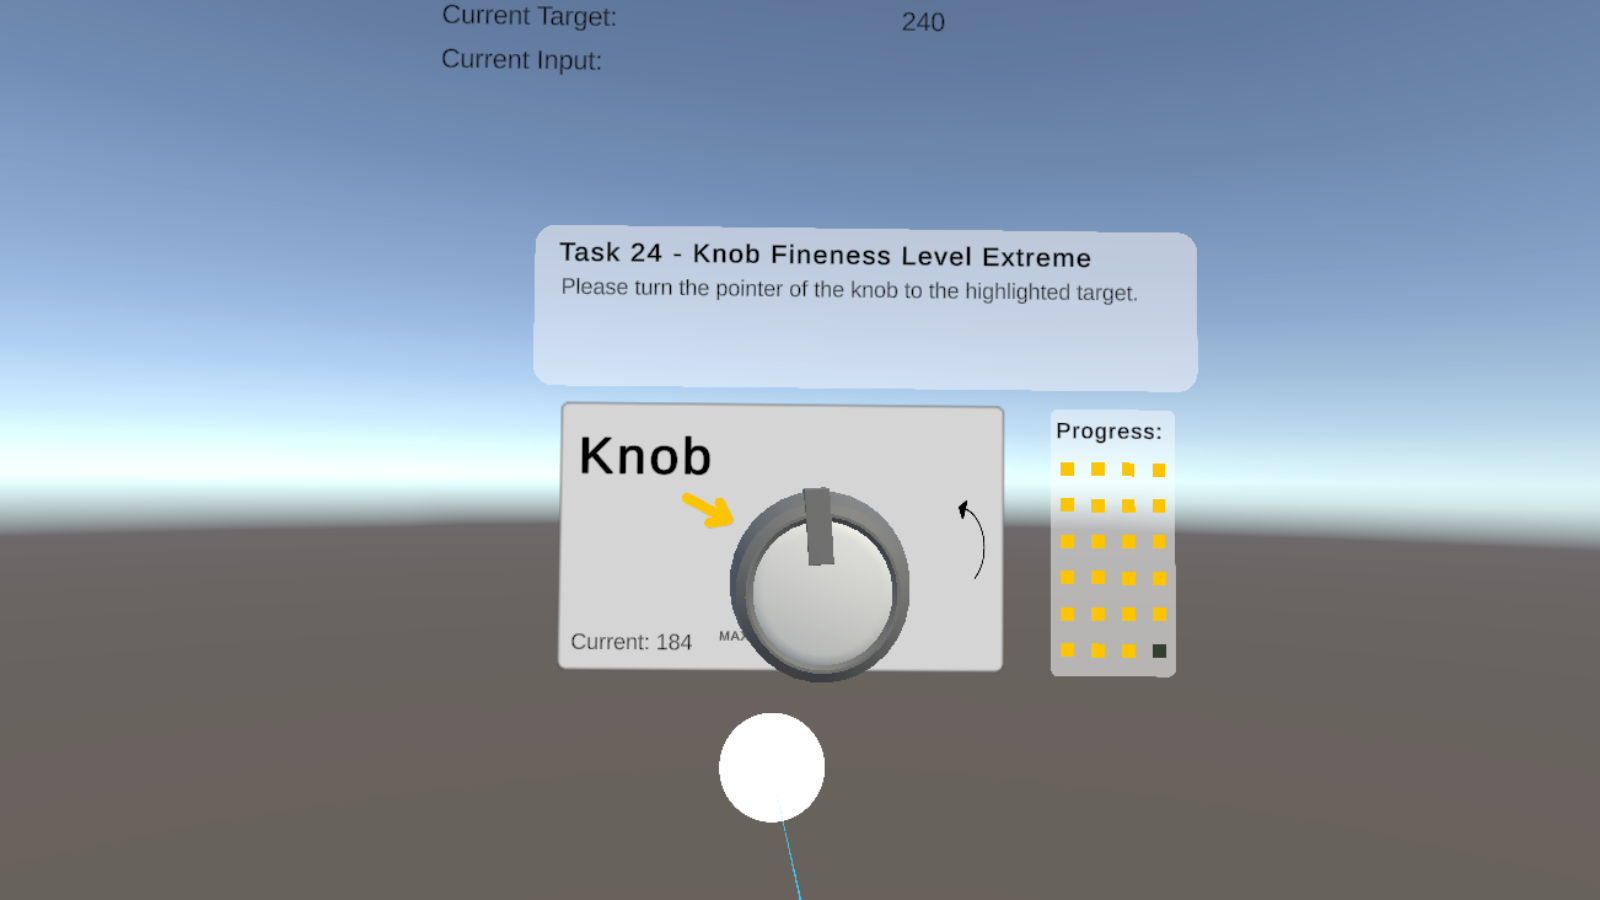 Current Target: 240
Current Input:
Task 24 - Knob Fineness Level Extreme
Please turn the pointer of the knob to the highlighted target.
Knob
Progress:
Current: 184
MAX